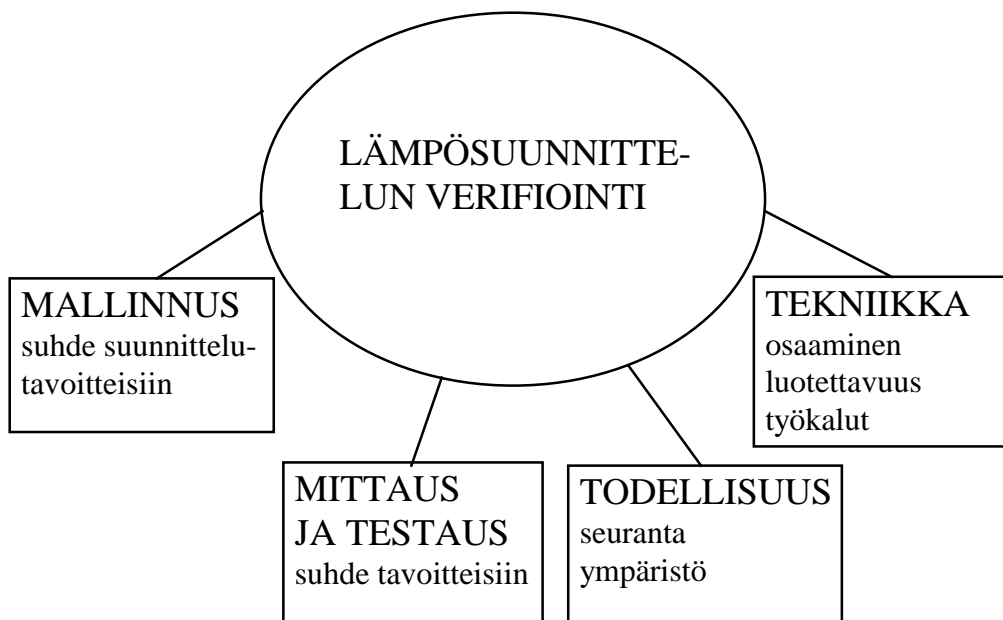 LÄMPÖSUUNNITTE-
LUN VERIFIOINTI
MALLINNUS
suhde suunnittelu-
tavoitteisiin
MITTAUS
JA TESTAUS
suhde tavoitteisiin
TODELLISUUS
seuranta
ympäristö
TEKNIIKKA
osaaminen
luotettavuus
työkalut